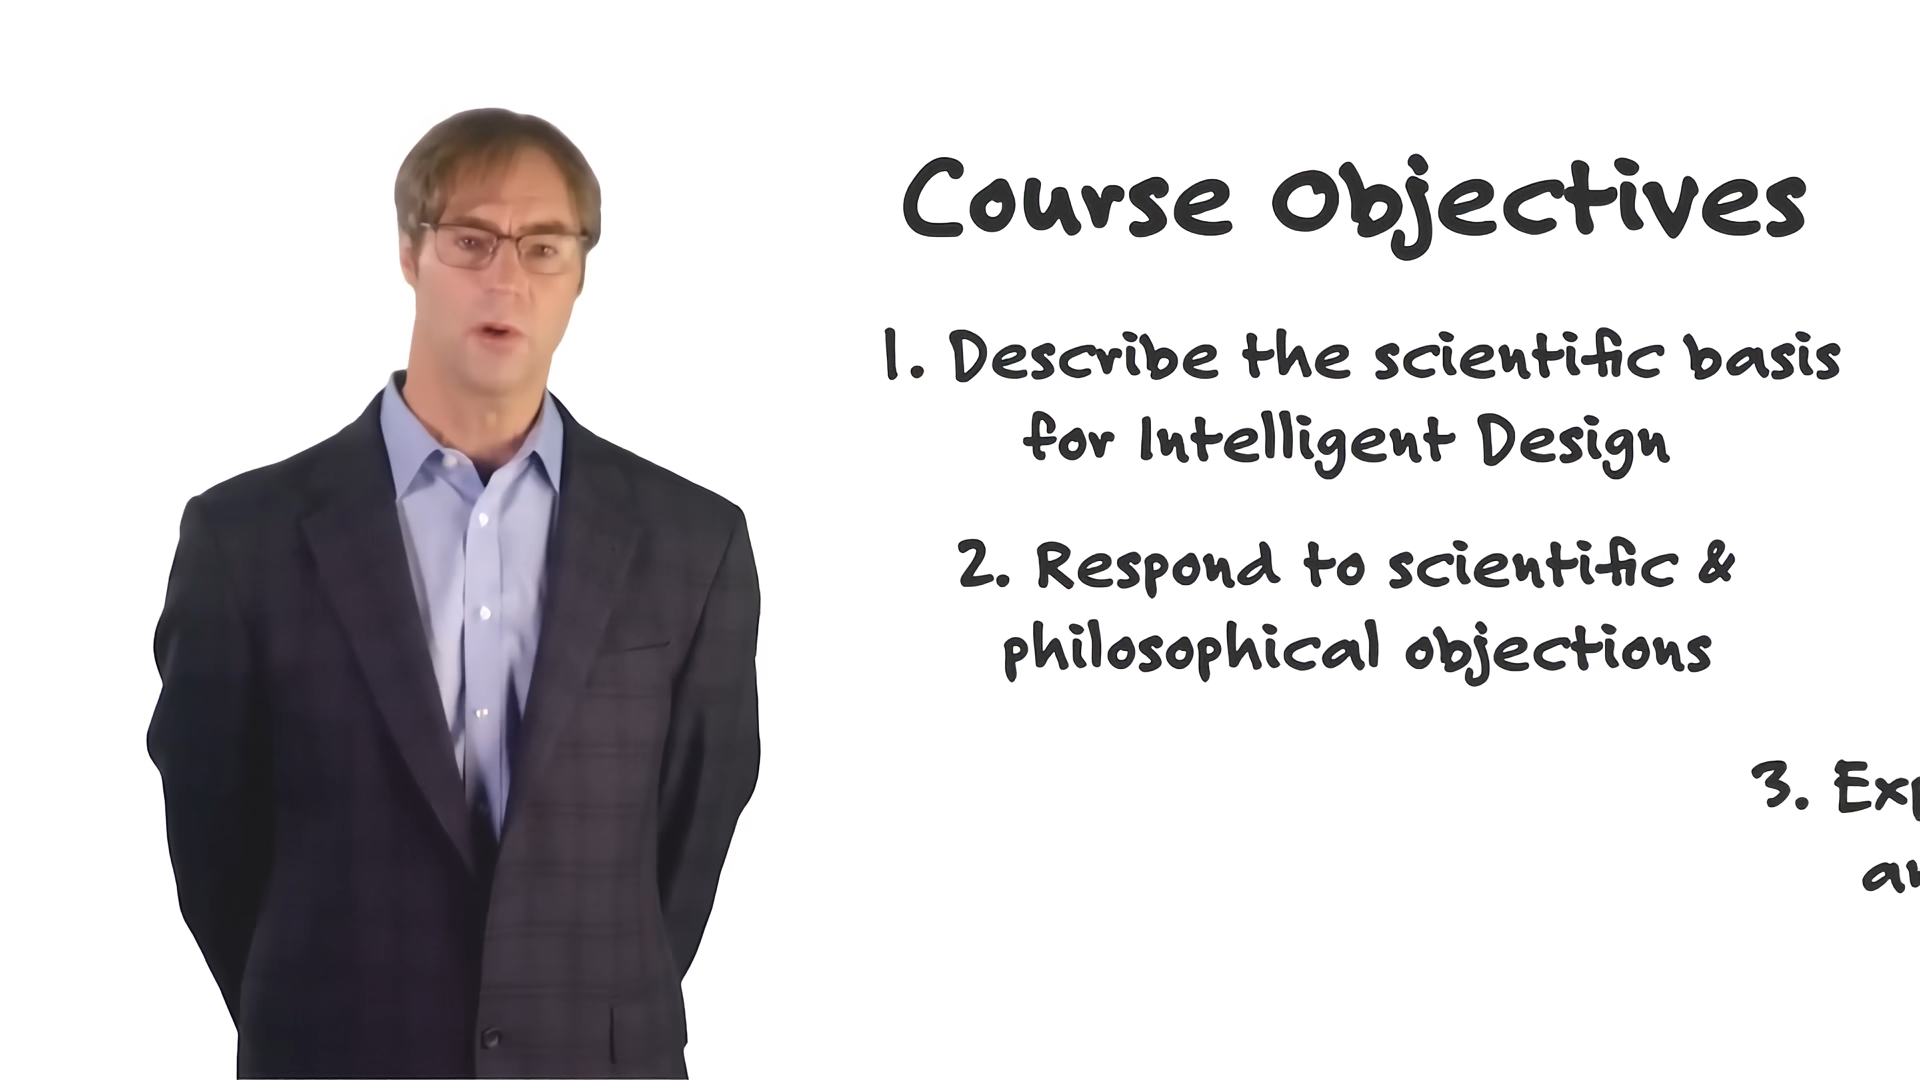 Course Objectives
1. Describe the scientific basis
for Intelligent Design
2. Respond to scientific &
philosophical objections
3.